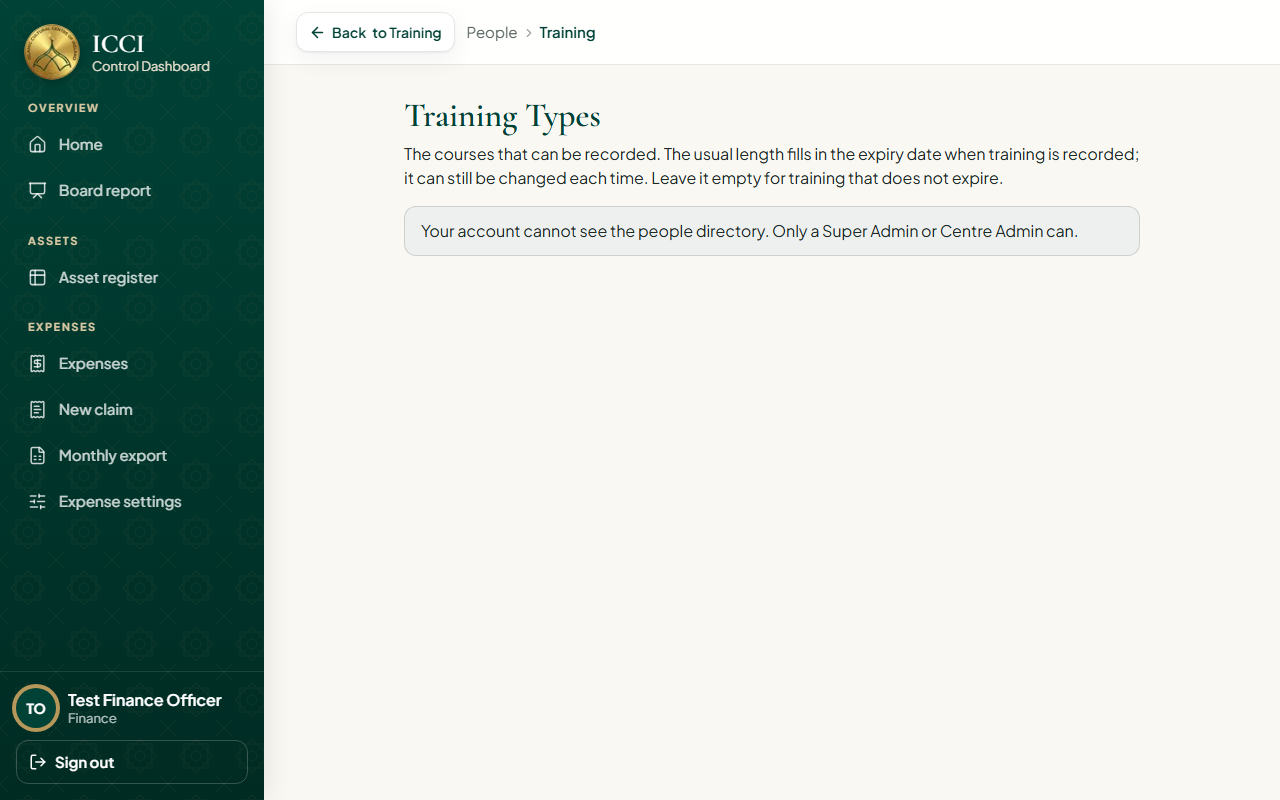 ICCI
Control Dashboard
OVERVIEW
Home
Board report
ASSETS
Asset register
EXPENSES
Expenses
New claim
Monthly export
Expense settings
TO
Test Finance Officer
Finance
Sign out
Back to Training
People > Training
Training Types
The courses that can be recorded. The usual length fills in the expiry date when training is recorded;
it can still be changed each time. Leave it empty for training that does not expire.
Your account cannot see the people directory. Only a Super Admin or Centre Admin can.